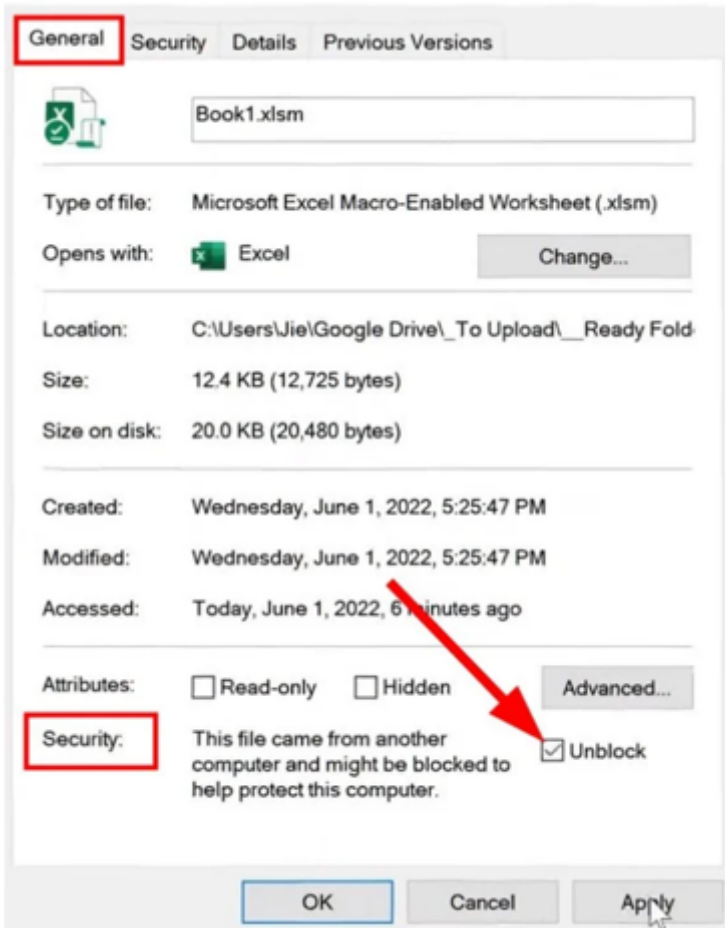 General Security Details Previous Versions
Book1.xlsm
Type of file: Microsoft Excel Macro-Enabled Worksheet (.xlsm)
Opens with: Excel Change...
Location: C:\Users\Jie\Google Drive\_To Upload\__Ready Fold
Size: 12.4 KB (12,725 bytes)
Size on disk: 20.0 KB (20,480 bytes)
Created: Wednesday, June 1, 2022, 5:25:47 PM
Modified: Wednesday, June 1, 2022, 5:25:47 PM
Accessed: Today, June 1, 2022, 6 minutes ago
Attributes: Read-only Hidden Advanced...
Security: This file came from another
computer and might be blocked to
help protect this computer.
Unblock
OK Cancel Apply